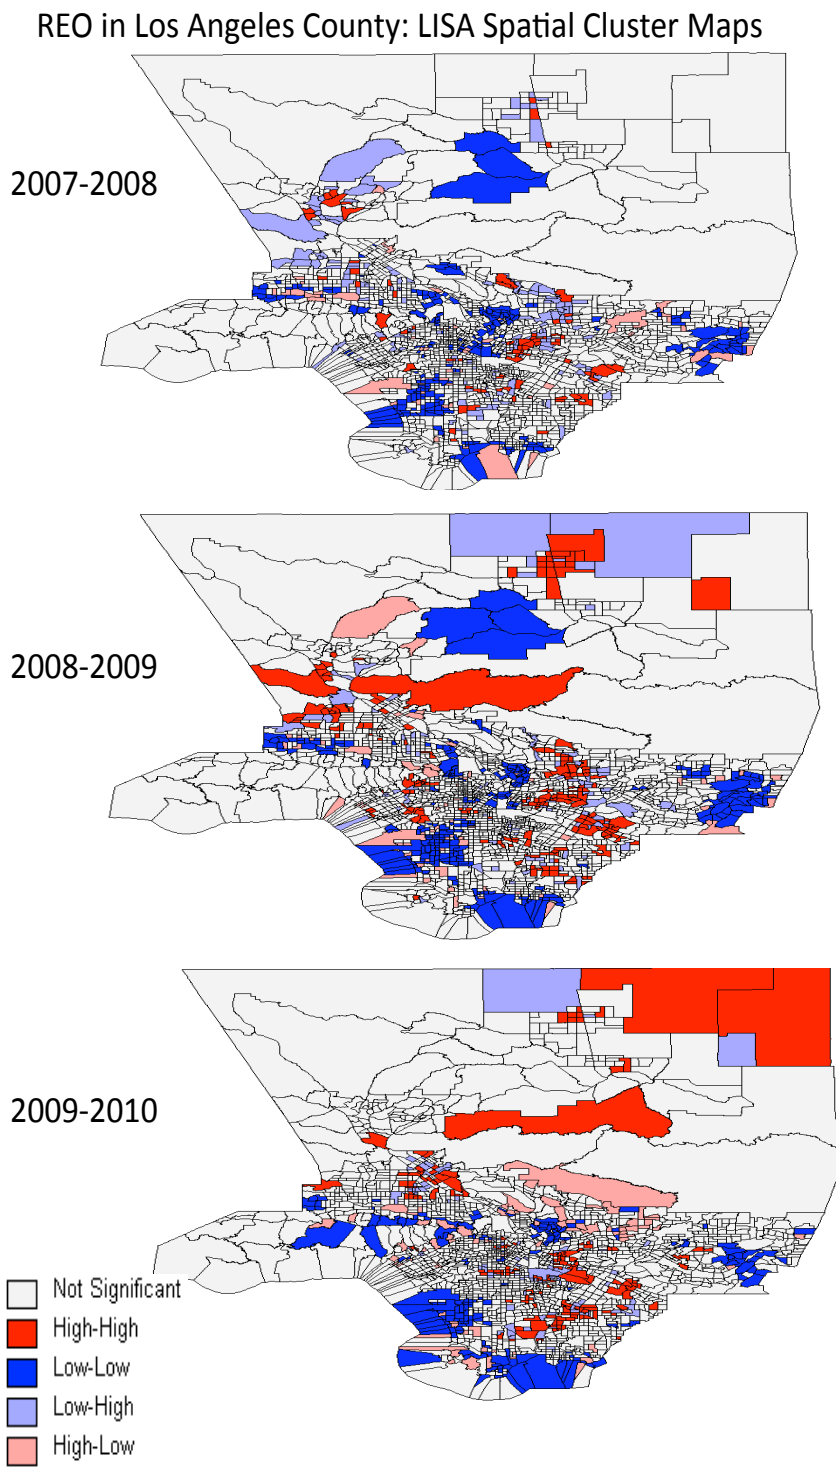 REO in Los Angeles County: LISA Spatial Cluster Maps
2007-2008
2008-2009
2009-2010
Not Significant
High-High
Low-Low
Low-High
High-Low